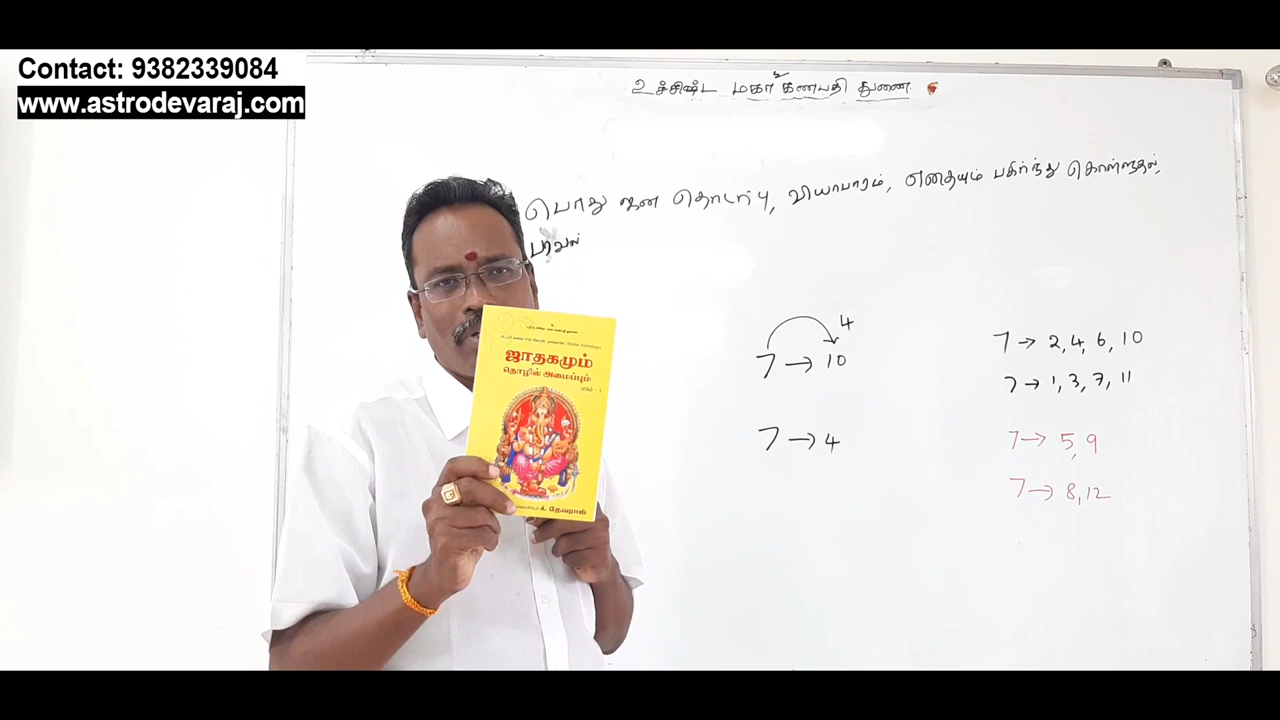 Contact: 9382339084
www.astrodevaraj.com
உச்சிஷ்ட மகா கணபதி துணை
பொது ஜன தொடர்பு, வியாபாரம், எதையும் பகிர்ந்து கொள்ளுதல்,
பரவல்
7 → 10 4
7 → 4
7 → 2, 4, 6, 10
7 → 1, 3, 7, 11
7 → 5, 9
7 → 8, 12
ஜாதகமும்
தொழில் அமைப்பும்
பாகம் - 1
A. தேவராஜ்